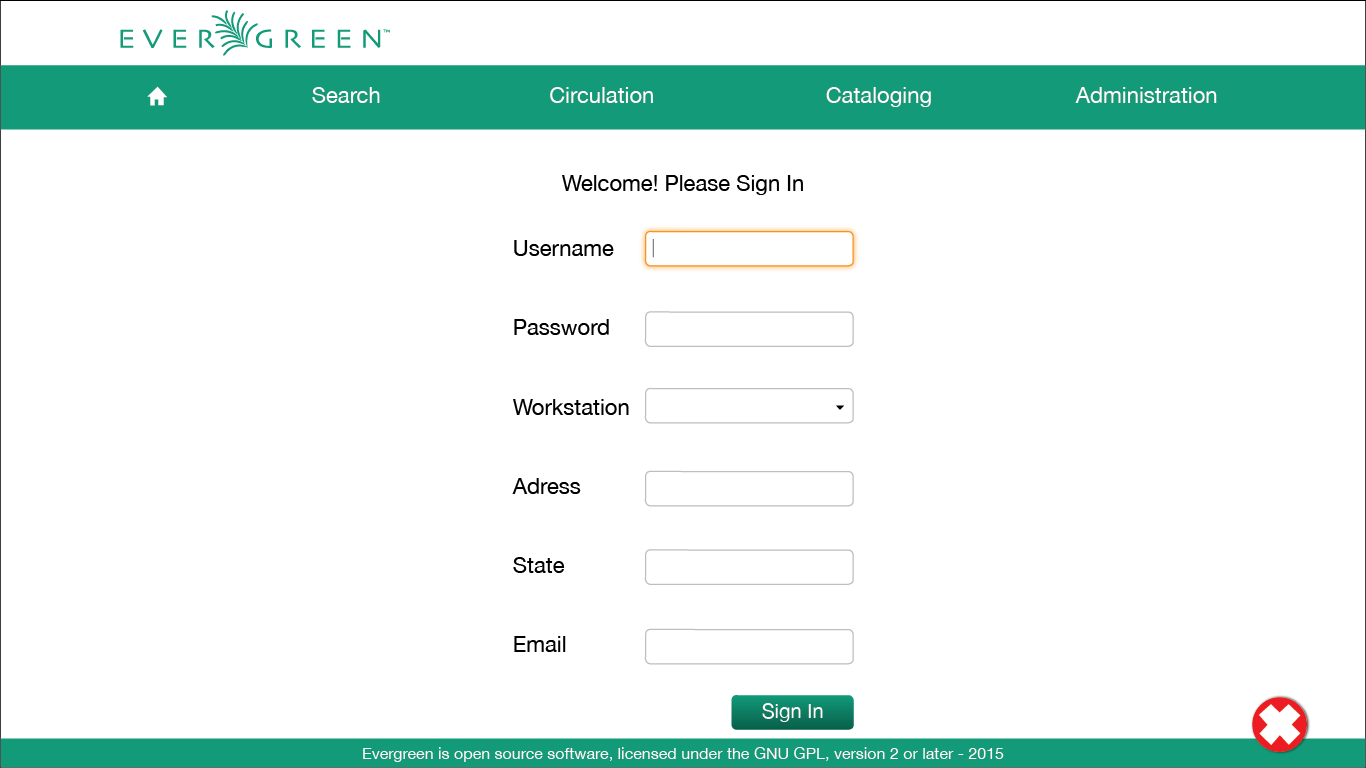 EVERGREEN™
Search Circulation Cataloging Administration
Welcome! Please Sign In
Username
Password
Workstation
Adress
State
Email
Sign In
Evergreen is open source software, licensed under the GNU GPL, version 2 or later - 2015